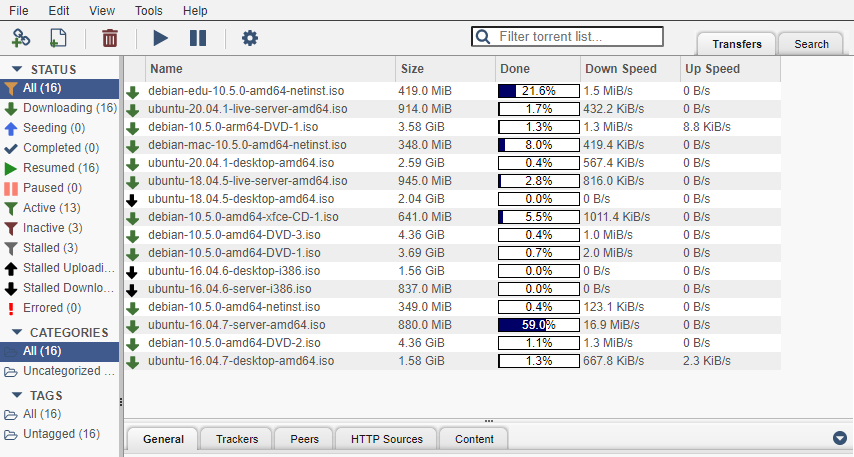 File Edit View Tools Help
Filter torrent list...
Transfers Search
STATUS
All (16)
Downloading (16)
Seeding (0)
Completed (0)
Resumed (16)
Paused (0)
Active (13)
Inactive (3)
Stalled (3)
Stalled Uploadi...
Stalled Downlo...
Errored (0)
CATEGORIES
All (16)
Uncategorized ...
TAGS
All (16)
Untagged (16)
Name Size Done Down Speed Up Speed
debian-edu-10.5.0-amd64-netinst.iso 419.0 MiB 21.6% 1.5 MiB/s 0 B/s
ubuntu-20.04.1-live-server-amd64.iso 914.0 MiB 1.7% 432.2 KiB/s 0 B/s
debian-10.5.0-arm64-DVD-1.iso 3.58 GiB 1.3% 1.3 MiB/s 8.8 KiB/s
debian-mac-10.5.0-amd64-netinst.iso 348.0 MiB 8.0% 419.4 KiB/s 0 B/s
ubuntu-20.04.1-desktop-amd64.iso 2.59 GiB 0.4% 567.4 KiB/s 0 B/s
ubuntu-18.04.5-live-server-amd64.iso 945.0 MiB 2.8% 816.0 KiB/s 0 B/s
ubuntu-18.04.5-desktop-amd64.iso 2.04 GiB 0.0% 0 B/s 0 B/s
debian-10.5.0-amd64-xfce-CD-1.iso 641.0 MiB 5.5% 1011.4 KiB/s 0 B/s
debian-10.5.0-amd64-DVD-3.iso 4.36 GiB 0.4% 1.0 MiB/s 0 B/s
debian-10.5.0-amd64-DVD-1.iso 3.69 GiB 0.7% 2.0 MiB/s 0 B/s
ubuntu-16.04.6-desktop-i386.iso 1.56 GiB 0.0% 0 B/s 0 B/s
ubuntu-16.04.6-server-i386.iso 837.0 MiB 0.0% 0 B/s 0 B/s
debian-10.5.0-amd64-netinst.iso 349.0 MiB 0.4% 123.1 KiB/s 0 B/s
ubuntu-16.04.7-server-amd64.iso 880.0 MiB 59.0% 16.9 MiB/s 0 B/s
debian-10.5.0-amd64-DVD-2.iso 4.36 GiB 1.1% 1.3 MiB/s 0 B/s
ubuntu-16.04.7-desktop-amd64.iso 1.58 GiB 1.3% 667.8 KiB/s 2.3 KiB/s
General Trackers Peers HTTP Sources Content